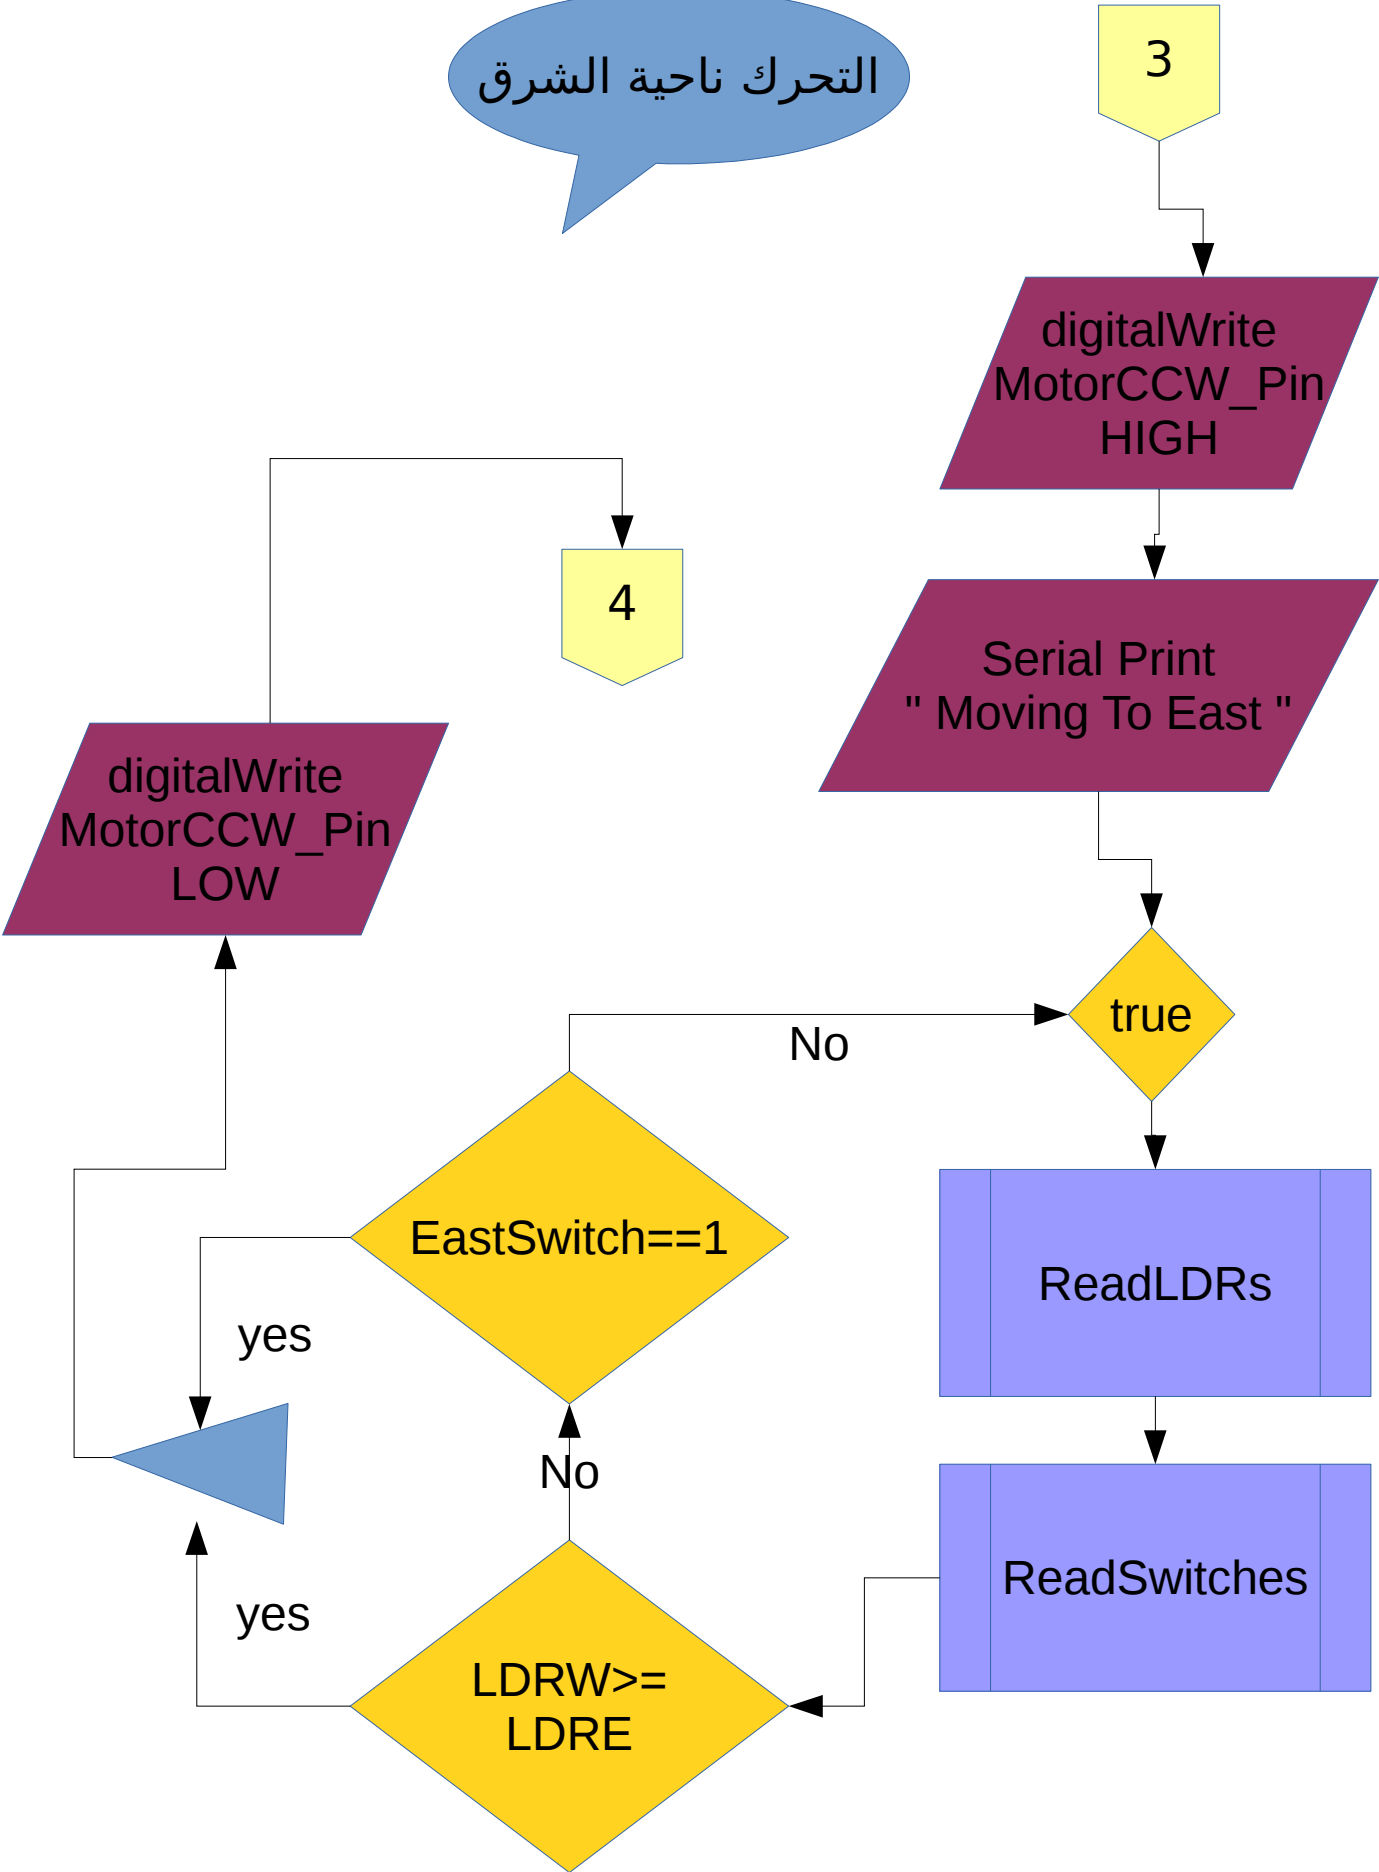 التحرك ناحية الشرق
3
digitalWrite
MotorCCW_Pin
HIGH
Serial Print
" Moving To East "
true
ReadLDRs
ReadSwitches
LDRW>=
LDRE
No
yes
EastSwitch==1
No
yes
digitalWrite
MotorCCW_Pin
LOW
4